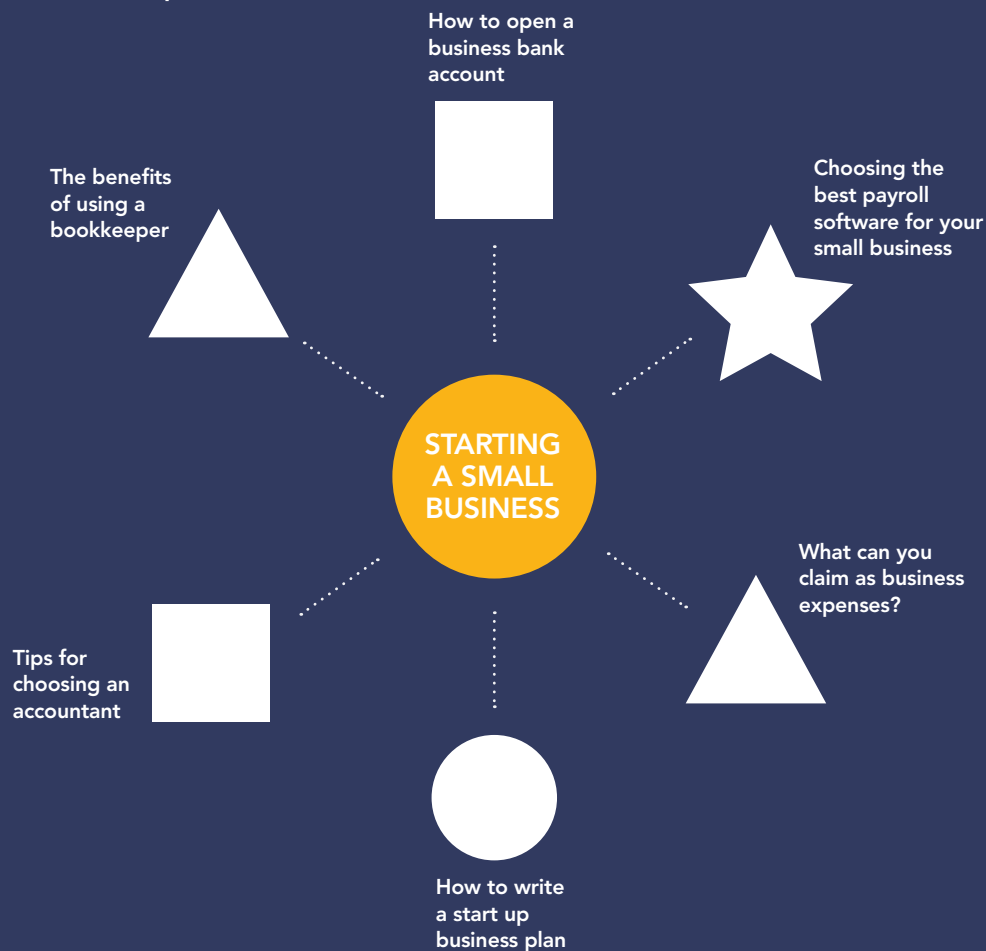 How to open a
business bank
account
The benefits
of using a
bookkeeper
Choosing the
best payroll
software for your
small business
STARTING
A SMALL
BUSINESS
What can you
claim as business
expenses?
Tips for
choosing an
accountant
How to write
a start up
business plan